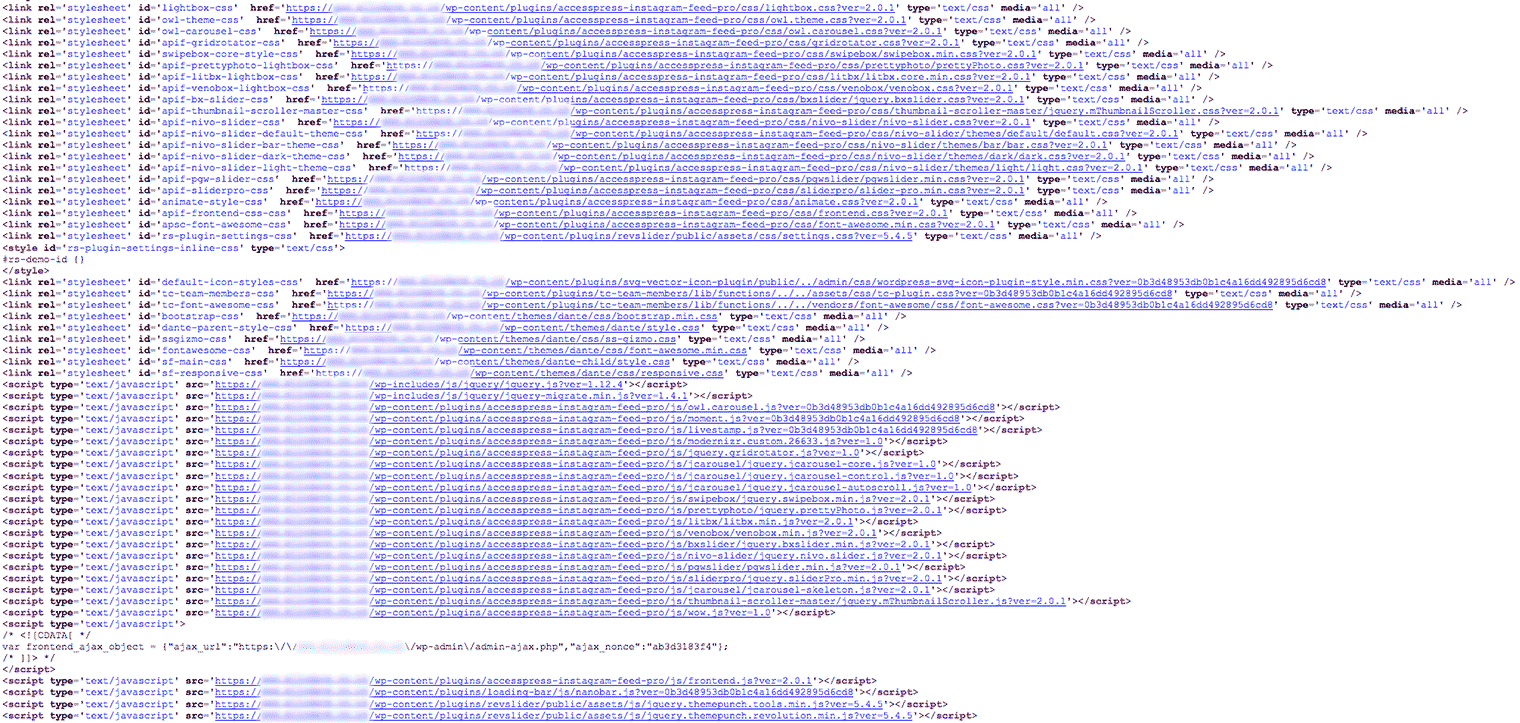 <link rel='stylesheet' id='lightbox-css'  href='https:// /wp-content/plugins/accesspress-instagram-feed-pro/css/lightbox.css?ver=2.0.1' type='text/css' media='all' />
<link rel='stylesheet' id='owl-theme-css'  href='https:// /wp-content/plugins/accesspress-instagram-feed-pro/css/owl.theme.css?ver=2.0.1' type='text/css' media='all' />
<link rel='stylesheet' id='owl-carousel-css'  href='https:// /wp-content/plugins/accesspress-instagram-feed-pro/css/owl.carousel.css?ver=2.0.1' type='text/css' media='all' />
<link rel='stylesheet' id='apif-gridrotator-css'  href='https:// /wp-content/plugins/accesspress-instagram-feed-pro/css/gridrotator.css?ver=2.0.1' type='text/css' media='all' />
<link rel='stylesheet' id='swipebox-core-style-css'  href='https:// /wp-content/plugins/accesspress-instagram-feed-pro/css/swipebox/swipebox.min.css?ver=2.0.1' type='text/css' media='all' />
<link rel='stylesheet' id='apif-prettyphoto-lightbox-css'  href='https:// /wp-content/plugins/accesspress-instagram-feed-pro/css/prettyphoto/prettyPhoto.css?ver=2.0.1' type='text/css' media='all' />
<link rel='stylesheet' id='apif-litbx-lightbox-css'  href='https:// /wp-content/plugins/accesspress-instagram-feed-pro/css/litbx/litbx.core.min.css?ver=2.0.1' type='text/css' media='all' />
<link rel='stylesheet' id='apif-venobox-lightbox-css'  href='https:// /wp-content/plugins/accesspress-instagram-feed-pro/css/venobox/venobox.css?ver=2.0.1' type='text/css' media='all' />
<link rel='stylesheet' id='apif-bx-slider-css'  href='https:// /wp-content/plugins/accesspress-instagram-feed-pro/css/bxslider/jquery.bxslider.css?ver=2.0.1' type='text/css' media='all' />
<link rel='stylesheet' id='apif-thumbnail-scroller-master-css'  href='https:// /wp-content/plugins/accesspress-instagram-feed-pro/css/thumbnail-scroller-master/jquery.mThumbnailScroller.css?ver=2.0.1' type='text/css' media='all' />
<link rel='stylesheet' id='apif-nivo-slider-css'  href='https:// /wp-content/plugins/accesspress-instagram-feed-pro/css/nivo-slider/nivo-slider.css?ver=2.0.1' type='text/css' media='all' />
<link rel='stylesheet' id='apif-nivo-slider-default-theme-css'  href='https:// /wp-content/plugins/accesspress-instagram-feed-pro/css/nivo-slider/themes/default/default.css?ver=2.0.1' type='text/css' media='all' />
<link rel='stylesheet' id='apif-nivo-slider-bar-theme-css'  href='https:// /wp-content/plugins/accesspress-instagram-feed-pro/css/nivo-slider/themes/bar/bar.css?ver=2.0.1' type='text/css' media='all' />
<link rel='stylesheet' id='apif-nivo-slider-dark-theme-css'  href='https:// /wp-content/plugins/accesspress-instagram-feed-pro/css/nivo-slider/themes/dark/dark.css?ver=2.0.1' type='text/css' media='all' />
<link rel='stylesheet' id='apif-nivo-slider-light-theme-css'  href='https:// /wp-content/plugins/accesspress-instagram-feed-pro/css/nivo-slider/themes/light/light.css?ver=2.0.1' type='text/css' media='all' />
<link rel='stylesheet' id='apif-pgw-slider-css'  href='https:// /wp-content/plugins/accesspress-instagram-feed-pro/css/pgwslider/pgwslider.min.css?ver=2.0.1' type='text/css' media='all' />
<link rel='stylesheet' id='apif-sliderpro-css'  href='https:// /wp-content/plugins/accesspress-instagram-feed-pro/css/sliderpro/slider-pro.min.css?ver=2.0.1' type='text/css' media='all' />
<link rel='stylesheet' id='animate-style-css'  href='https:// /wp-content/plugins/accesspress-instagram-feed-pro/css/animate.css?ver=2.0.1' type='text/css' media='all' />
<link rel='stylesheet' id='apif-frontend-css-css'  href='https:// /wp-content/plugins/accesspress-instagram-feed-pro/css/frontend.css?ver=2.0.1' type='text/css' media='all' />
<link rel='stylesheet' id='apsc-font-awesome-css'  href='https:// /wp-content/plugins/accesspress-instagram-feed-pro/css/font-awesome.min.css?ver=2.0.1' type='text/css' media='all' />
<link rel='stylesheet' id='rs-plugin-settings-css'  href='https:// /wp-content/plugins/revslider/public/assets/css/settings.css?ver=5.4.5' type='text/css' media='all' />
<style id='rs-plugin-settings-inline-css' type='text/css'>
#rs-demo-id {}
</style>
<link rel='stylesheet' id='default-icon-styles-css'  href='https:// /wp-content/plugins/svg-vector-icon-plugin/public/../admin/css/wordpress-svg-icon-plugin-style.min.css?ver=0b3d48953db0b1c4a16dd492895d6cd8' type='text/css' media='all' />
<link rel='stylesheet' id='tc-team-members-css'  href='https:// /wp-content/plugins/tc-team-members/lib/functions/../../assets/css/tc-plugin.css?ver=0b3d48953db0b1c4a16dd492895d6cd8' type='text/css' media='all' />
<link rel='stylesheet' id='tc-font-awesome-css'  href='https:// /wp-content/plugins/tc-team-members/lib/functions/../../vendors/font-awesome/css/font-awesome.css?ver=0b3d48953db0b1c4a16dd492895d6cd8' type='text/css' media='all' />
<link rel='stylesheet' id='bootstrap-css'  href='https:// /wp-content/themes/dante/css/bootstrap.min.css' type='text/css' media='all' />
<link rel='stylesheet' id='dante-parent-style-css'  href='https:// /wp-content/themes/dante/style.css' type='text/css' media='all' />
<link rel='stylesheet' id='ssgizmo-css'  href='https:// /wp-content/themes/dante/css/ss-gizmo.css' type='text/css' media='all' />
<link rel='stylesheet' id='fontawesome-css'  href='https:// /wp-content/themes/dante/css/font-awesome.min.css' type='text/css' media='all' />
<link rel='stylesheet' id='sf-main-css'  href='https:// /wp-content/themes/dante-child/style.css' type='text/css' media='all' />
<link rel='stylesheet' id='sf-responsive-css'  href='https:// /wp-content/themes/dante/css/responsive.css' type='text/css' media='all' />
<script type='text/javascript' src='https:// /wp-includes/js/jquery/jquery.js?ver=1.12.4'></script>
<script type='text/javascript' src='https:// /wp-includes/js/jquery/jquery-migrate.min.js?ver=1.4.1'></script>
<script type='text/javascript' src='https:// /wp-content/plugins/accesspress-instagram-feed-pro/js/owl.carousel.js?ver=0b3d48953db0b1c4a16dd492895d6cd8'></script>
<script type='text/javascript' src='https:// /wp-content/plugins/accesspress-instagram-feed-pro/js/moment.js?ver=0b3d48953db0b1c4a16dd492895d6cd8'></script>
<script type='text/javascript' src='https:// /wp-content/plugins/accesspress-instagram-feed-pro/js/livestamp.js?ver=0b3d48953db0b1c4a16dd492895d6cd8'></script>
<script type='text/javascript' src='https:// /wp-content/plugins/accesspress-instagram-feed-pro/js/modernizr.custom.26633.js?ver=1.0'></script>
<script type='text/javascript' src='https:// /wp-content/plugins/accesspress-instagram-feed-pro/js/jquery.gridrotator.js?ver=1.0'></script>
<script type='text/javascript' src='https:// /wp-content/plugins/accesspress-instagram-feed-pro/js/jcarousel/jquery.jcarousel-core.js?ver=1.0'></script>
<script type='text/javascript' src='https:// /wp-content/plugins/accesspress-instagram-feed-pro/js/jcarousel/jquery.jcarousel-control.js?ver=1.0'></script>
<script type='text/javascript' src='https:// /wp-content/plugins/accesspress-instagram-feed-pro/js/jcarousel/jquery.jcarousel-autoscroll.js?ver=1.0'></script>
<script type='text/javascript' src='https:// /wp-content/plugins/accesspress-instagram-feed-pro/js/swipebox/jquery.swipebox.min.js?ver=2.0.1'></script>
<script type='text/javascript' src='https:// /wp-content/plugins/accesspress-instagram-feed-pro/js/prettyphoto/jquery.prettyPhoto.js?ver=2.0.1'></script>
<script type='text/javascript' src='https:// /wp-content/plugins/accesspress-instagram-feed-pro/js/litbx/litbx.min.js?ver=2.0.1'></script>
<script type='text/javascript' src='https:// /wp-content/plugins/accesspress-instagram-feed-pro/js/venobox/venobox.min.js?ver=2.0.1'></script>
<script type='text/javascript' src='https:// /wp-content/plugins/accesspress-instagram-feed-pro/js/bxslider/jquery.bxslider.min.js?ver=2.0.1'></script>
<script type='text/javascript' src='https:// /wp-content/plugins/accesspress-instagram-feed-pro/js/nivo-slider/jquery.nivo.slider.js?ver=2.0.1'></script>
<script type='text/javascript' src='https:// /wp-content/plugins/accesspress-instagram-feed-pro/js/pgwslider/pgwslider.min.js?ver=2.0.1'></script>
<script type='text/javascript' src='https:// /wp-content/plugins/accesspress-instagram-feed-pro/js/sliderpro/jquery.sliderPro.min.js?ver=2.0.1'></script>
<script type='text/javascript' src='https:// /wp-content/plugins/accesspress-instagram-feed-pro/js/jcarousel/jcarousel-skeleton.js?ver=2.0.1'></script>
<script type='text/javascript' src='https:// /wp-content/plugins/accesspress-instagram-feed-pro/js/thumbnail-scroller-master/jquery.mThumbnailScroller.js?ver=2.0.1'></script>
<script type='text/javascript' src='https:// /wp-content/plugins/accesspress-instagram-feed-pro/js/wow.js?ver=1.0'></script>
<script type='text/javascript'>
/* <![CDATA[ */
var frontend_ajax_object = {"ajax_url":"https:\/\/ \/wp-admin\/admin-ajax.php","ajax_nonce":"ab3d3183f4"};
/* ]]> */
</script>
<script type='text/javascript' src='https:// /wp-content/plugins/accesspress-instagram-feed-pro/js/frontend.js?ver=2.0.1'></script>
<script type='text/javascript' src='https:// /wp-content/plugins/loading-bar/js/nanobar.js?ver=0b3d48953db0b1c4a16dd492895d6cd8'></script>
<script type='text/javascript' src='https:// /wp-content/plugins/revslider/public/assets/js/jquery.themepunch.tools.min.js?ver=5.4.5'></script>
<script type='text/javascript' src='https:// /wp-content/plugins/revslider/public/assets/js/jquery.themepunch.revolution.min.js?ver=5.4.5'></script>